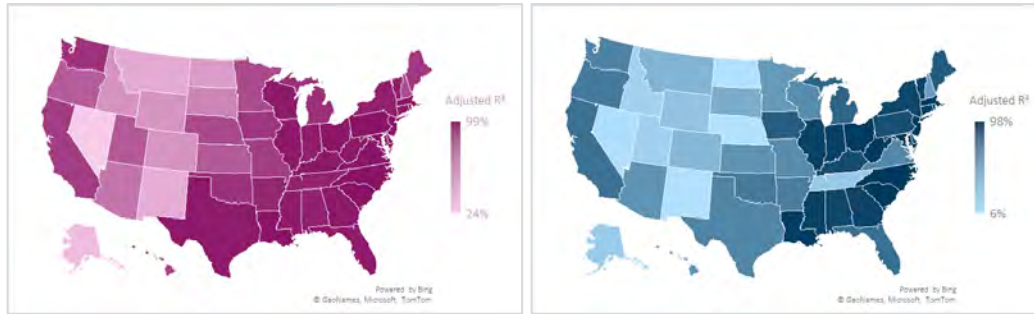 Adjusted R²
99%
24%
Powered by Bing
© GeoNames, Microsoft, TomTom
Adjusted R²
98%
6%
Powered by Bing
© GeoNames, Microsoft, TomTom